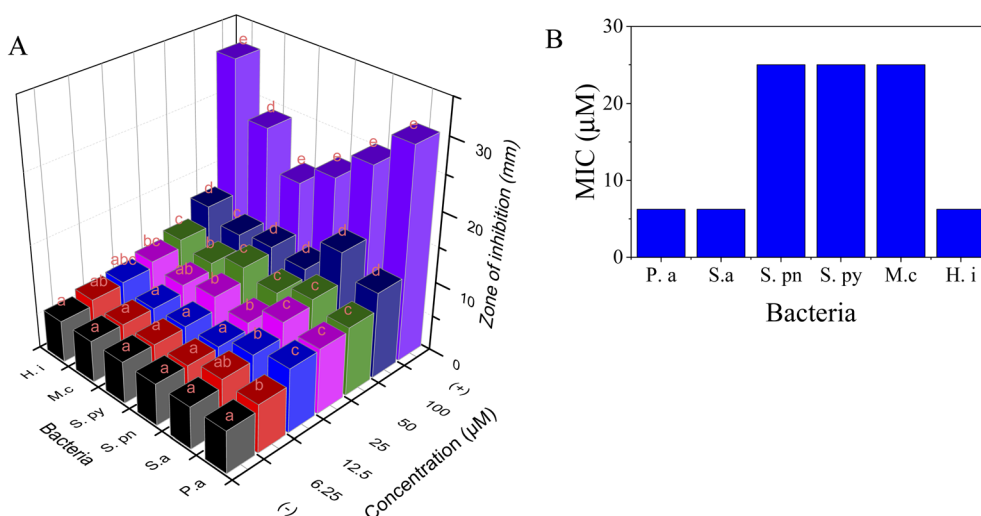 A
e
d
e
e
e
e
d
c
d
d
d
d
c
b
c
c
c
c
bc
ab
a
b
c
c
abc
a
a
a
b
c
ab
a
a
a
ab
b
a
a
a
a
a
a
30
20
10
0
Zone of inhibition (mm)
H. i
M.c
S. py
S. pn
S.a
P.a
Bacteria
(-)
6.25
12.5
25
50
100
(+)
Concentration (µM)
B
30
20
10
0
MIC (µM)
P. a S.a S. pn S. py M.c H. i
Bacteria